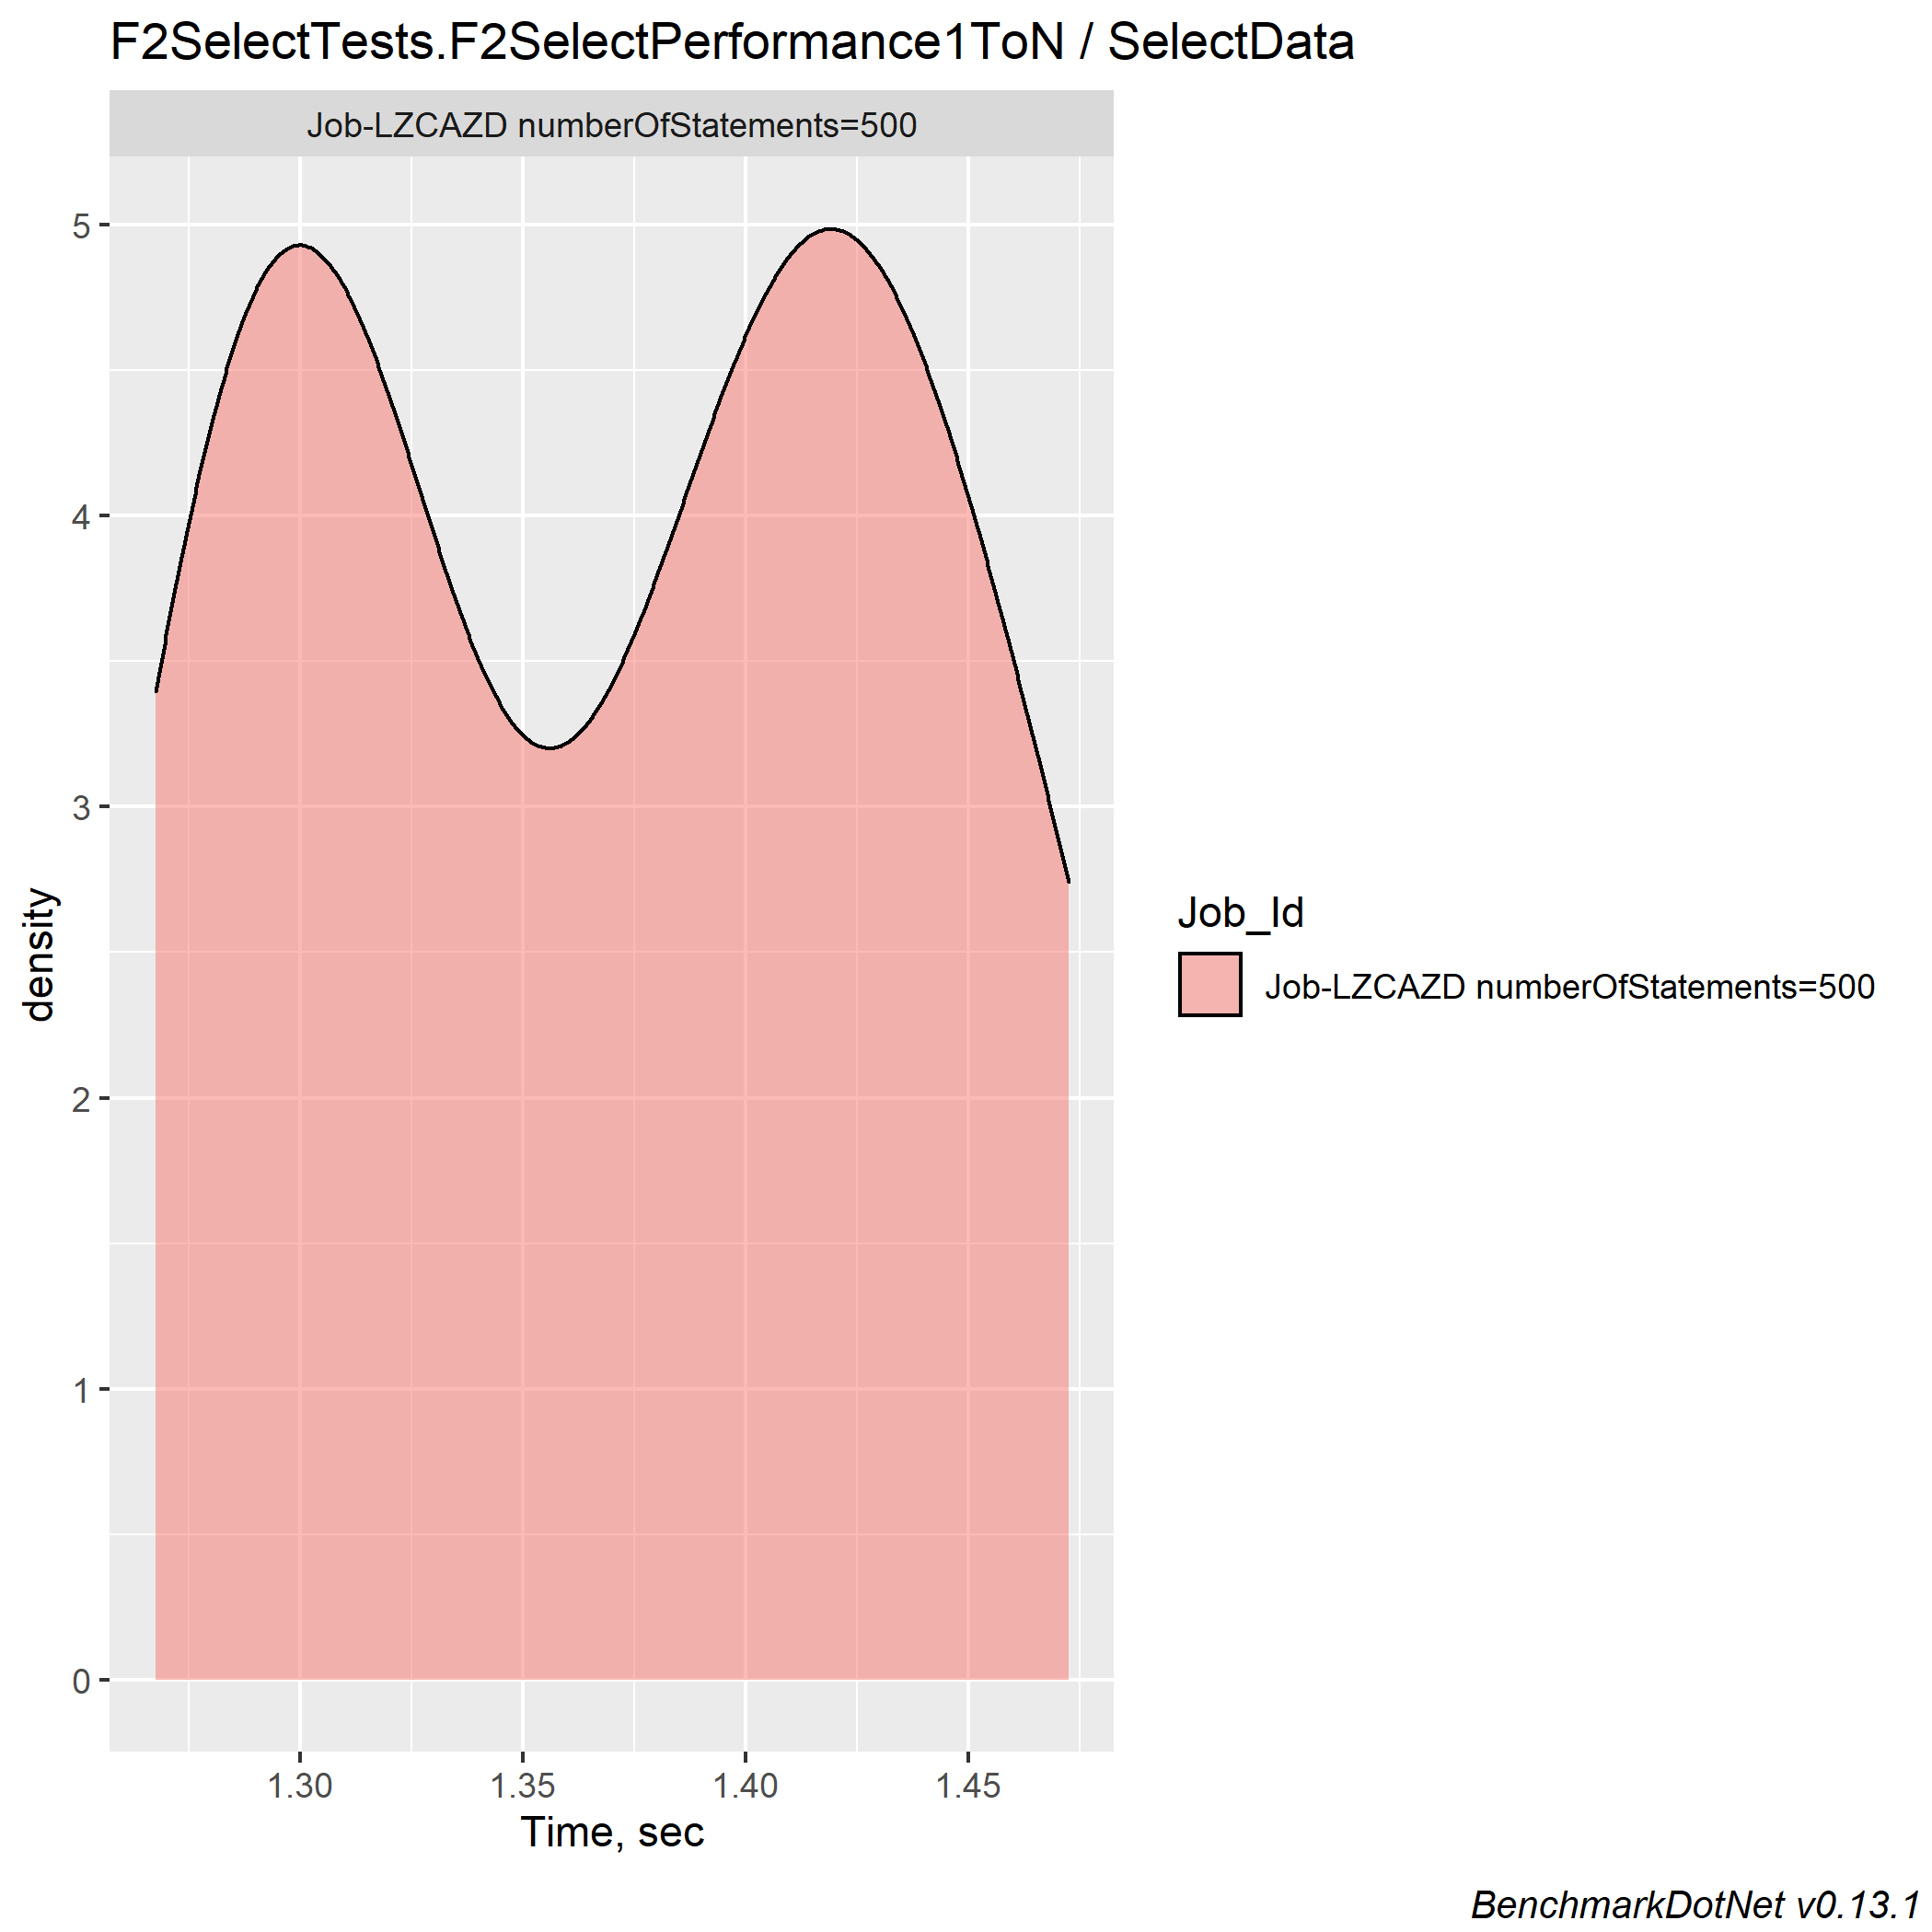 F2SelectTests.F2SelectPerformance1ToN / SelectData
Job-LZCAZD numberOfStatements=500
5
4
3
2
1
0
density
1.30 1.35 1.40 1.45
Time, sec
Job_Id
Job-LZCAZD numberOfStatements=500
BenchmarkDotNet v0.13.1